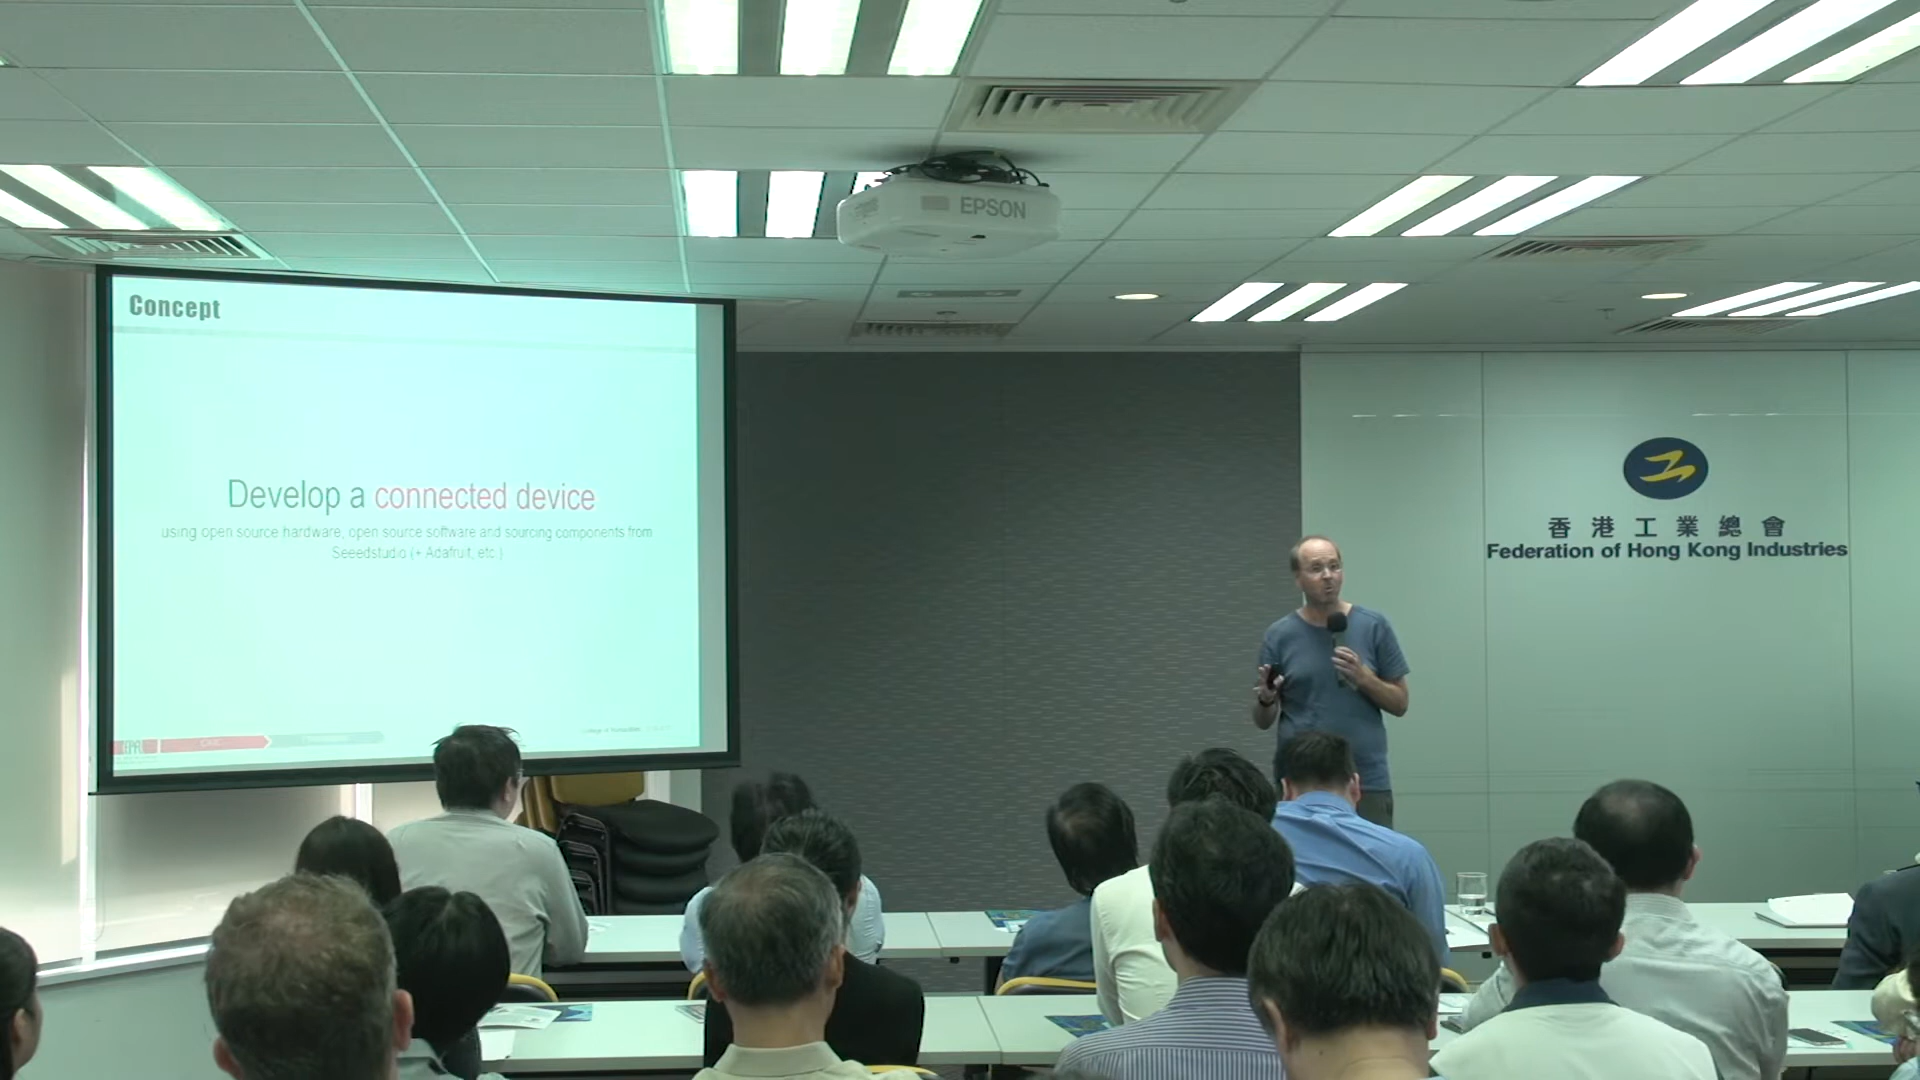 EPSON
Concept
Develop a connected device
using open source hardware, open source software and sourcing components from
Seeedstudio (+ Adafruit, etc.)
EPFL
香港工業總會
Federation of Hong Kong Industries